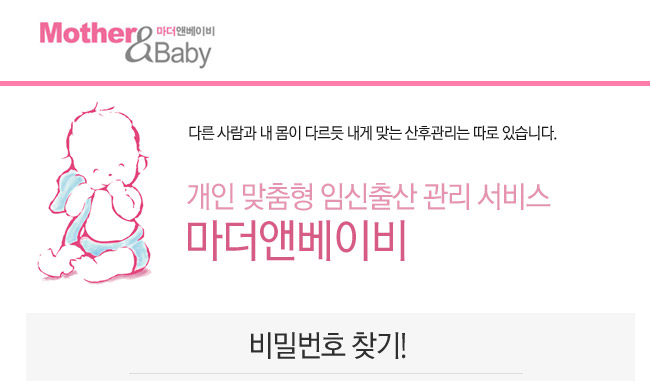 Mother 마더앤베이비
&Baby
다른 사람과 내 몸이 다르듯 내게 맞는 산후관리는 따로 있습니다.
개인 맞춤형 임신출산 관리 서비스
마더앤베이비
비밀번호 찾기!